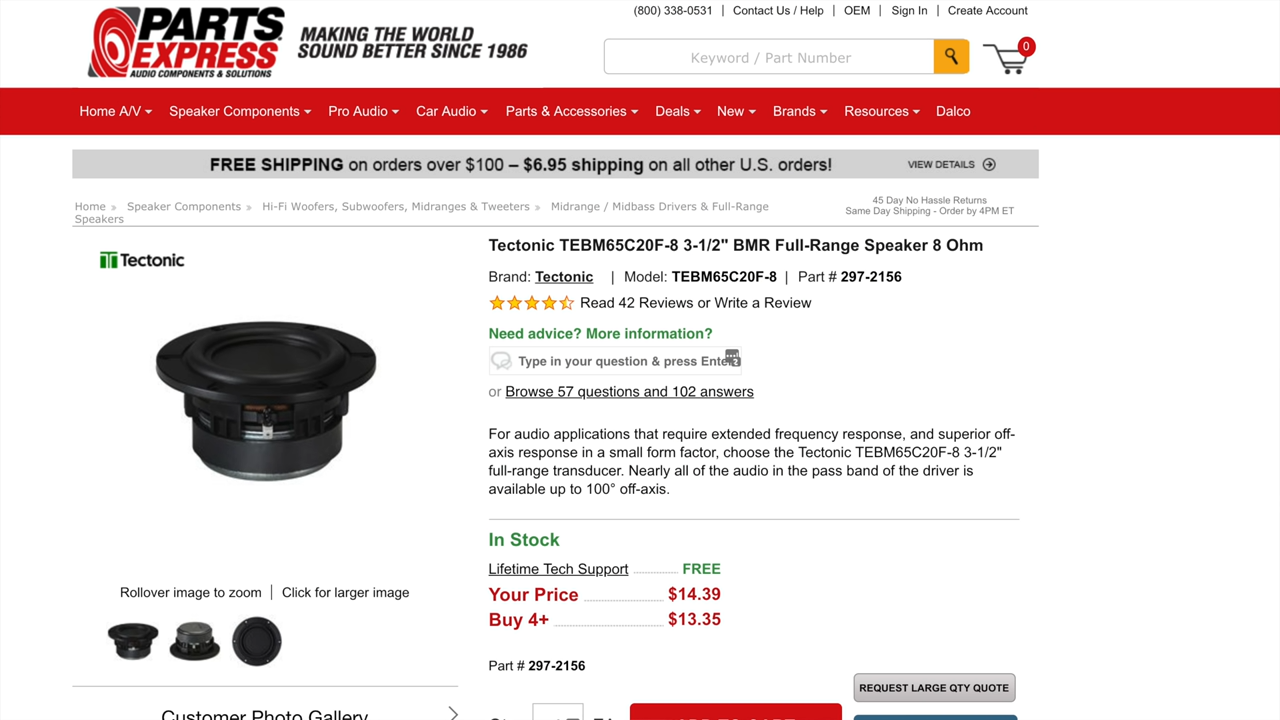 PARTS
EXPRESS
AUDIO COMPONENTS & SOLUTIONS
MAKING THE WORLD
SOUND BETTER SINCE 1986
(800) 338-0531 | Contact Us / Help | OEM | Sign In | Create Account
Keyword / Part Number
0
Home A/V Speaker Components Pro Audio Car Audio Parts & Accessories Deals New Brands Resources Dalco
FREE SHIPPING on orders over $100 – $6.95 shipping on all other U.S. orders! VIEW DETAILS
Home » Speaker Components » Hi-Fi Woofers, Subwoofers, Midranges & Tweeters » Midrange / Midbass Drivers & Full-Range
Speakers
45 Day No Hassle Returns
Same Day Shipping - Order by 4PM ET
Tectonic
Rollover image to zoom | Click for larger image
Customer Photo Gallery
Tectonic TEBM65C20F-8 3-1/2" BMR Full-Range Speaker 8 Ohm
Brand: Tectonic | Model: TEBM65C20F-8 | Part # 297-2156
Read 42 Reviews or Write a Review
Need advice? More information?
Type in your question & press Enter
or Browse 57 questions and 102 answers
For audio applications that require extended frequency response, and superior off-
axis response in a small form factor, choose the Tectonic TEBM65C20F-8 3-1/2"
full-range transducer. Nearly all of the audio in the pass band of the driver is
available up to 100° off-axis.
In Stock
Lifetime Tech Support FREE
Your Price $14.39
Buy 4+ $13.35
Part # 297-2156
REQUEST LARGE QTY QUOTE